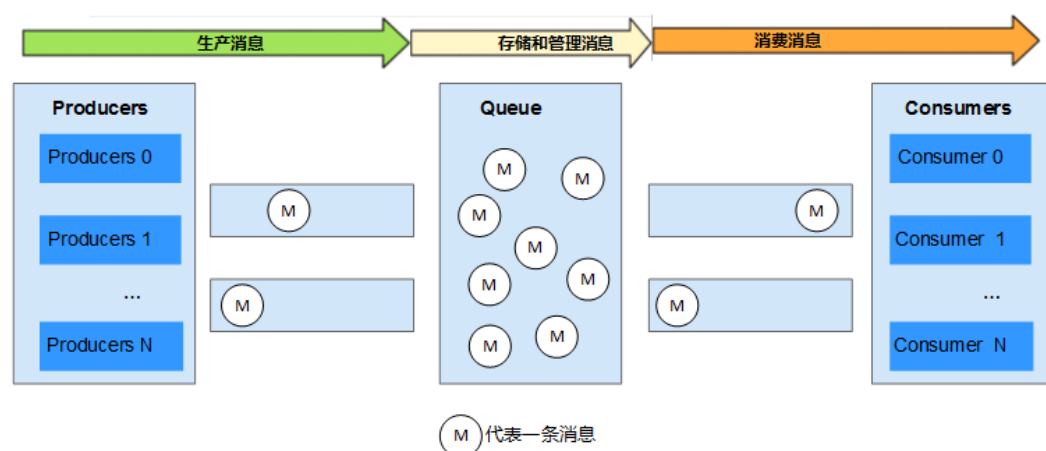 生产消息
存储和管理消息
消费消息
Producers
Producers 0
Producers 1
...
Producers N
M
M
Queue
M
M
M
M
M
M
M
M
M
M
Consumers
Consumer 0
Consumer 1
...
Consumer N
M 代表一条消息